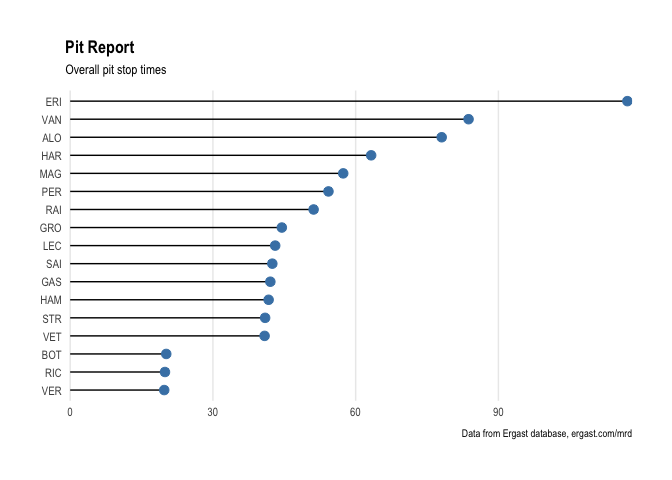 Pit Report
Overall pit stop times
ERI
VAN
ALO
HAR
MAG
PER
RAI
GRO
LEC
SAI
GAS
HAM
STR
VET
BOT
RIC
VER
0 30 60 90
Data from Ergast database, ergast.com/mrd